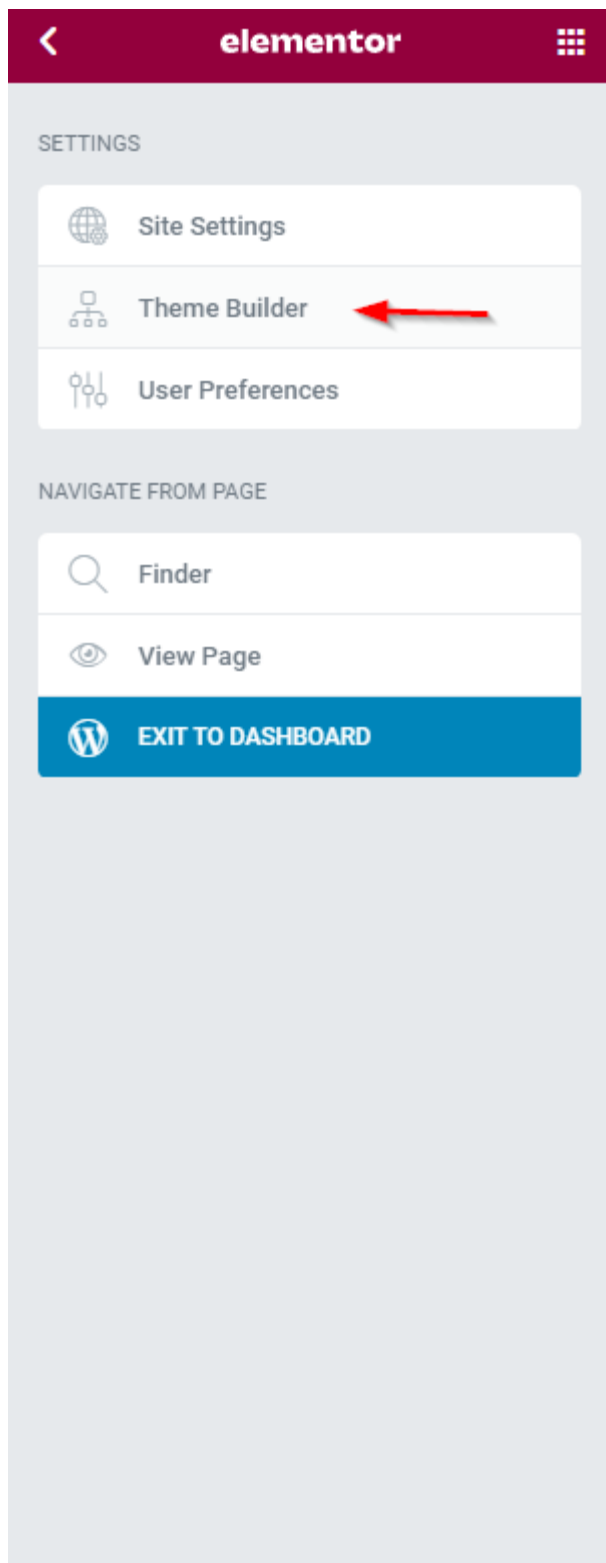 elementor
SETTINGS
Site Settings
Theme Builder
User Preferences
NAVIGATE FROM PAGE
Finder
View Page
EXIT TO DASHBOARD